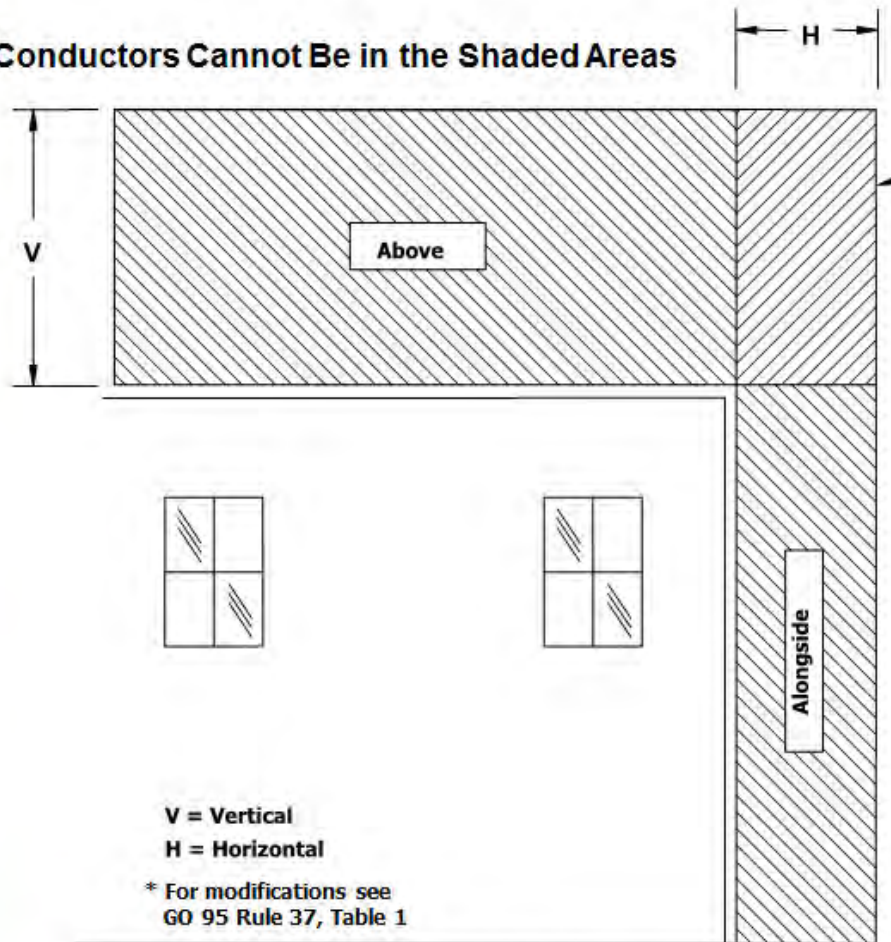 Conductors Cannot Be in the Shaded Areas
H
V
Above
Alongside
V = Vertical
H = Horizontal
* For modifications see
GO 95 Rule 37, Table 1